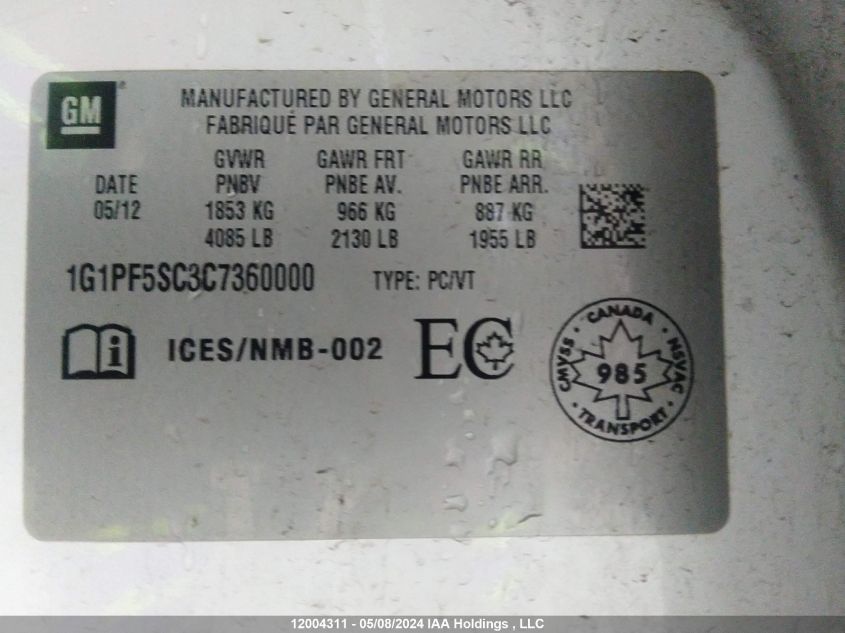 GM
MANUFACTURED BY GENERAL MOTORS LLC
FABRIQUÉ PAR GENERAL MOTORS LLC
GVWR GAWR FRT GAWR RR
DATE PNBV PNBE AV. PNBE ARR.
05/12 1853 KG 966 KG 887 KG
4085 LB 2130 LB 1955 LB
1G1PF5SC3C7360000 TYPE: PC/VT
i ICES/NMB-002 EC
CANADA
CMVSS 985 NSVAC
TRANSPORT
12004311 - 05/08/2024 IAA Holdings , LLC